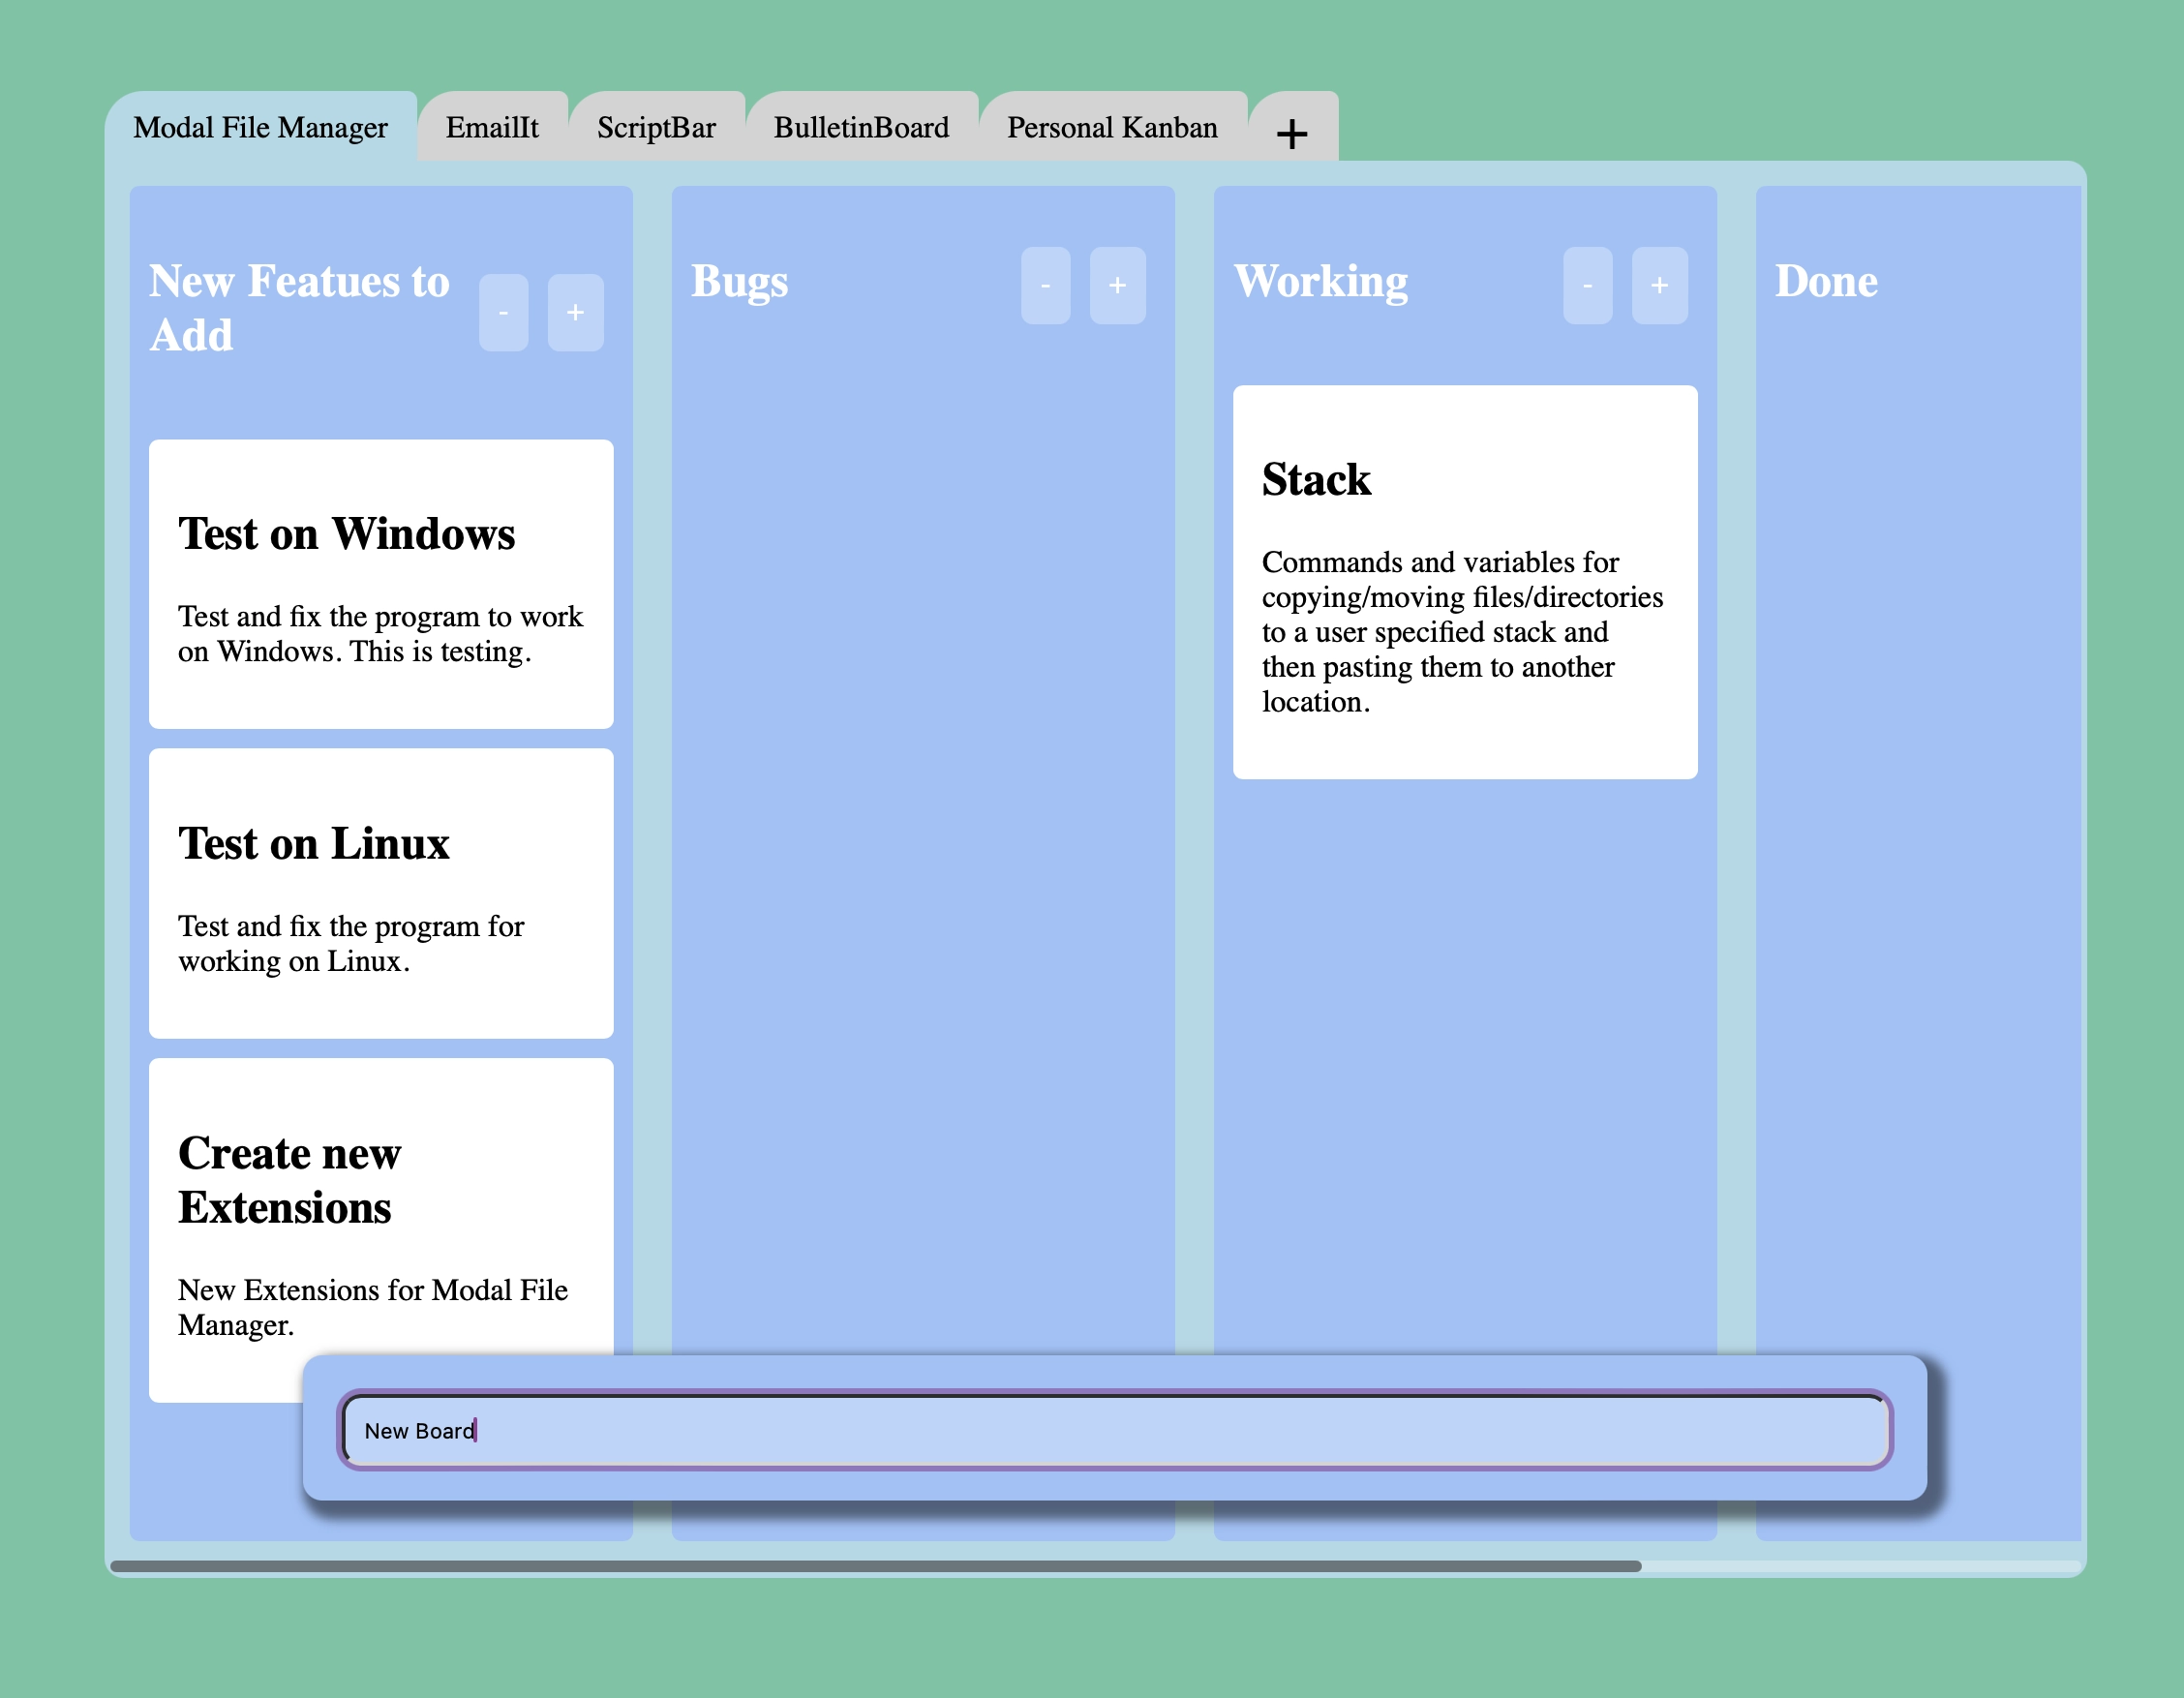 Modal File Manager
EmailIt
ScriptBar
BulletinBoard
Personal Kanban
+
New Featues to
Add
-
+
Test on Windows
Test and fix the program to work
on Windows. This is testing.
Test on Linux
Test and fix the program for
working on Linux.
Create new
Extensions
New Extensions for Modal File
Manager.
Bugs
-
+
Working
-
+
Stack
Commands and variables for
copying/moving files/directories
to a user specified stack and
then pasting them to another
location.
Done
New Board